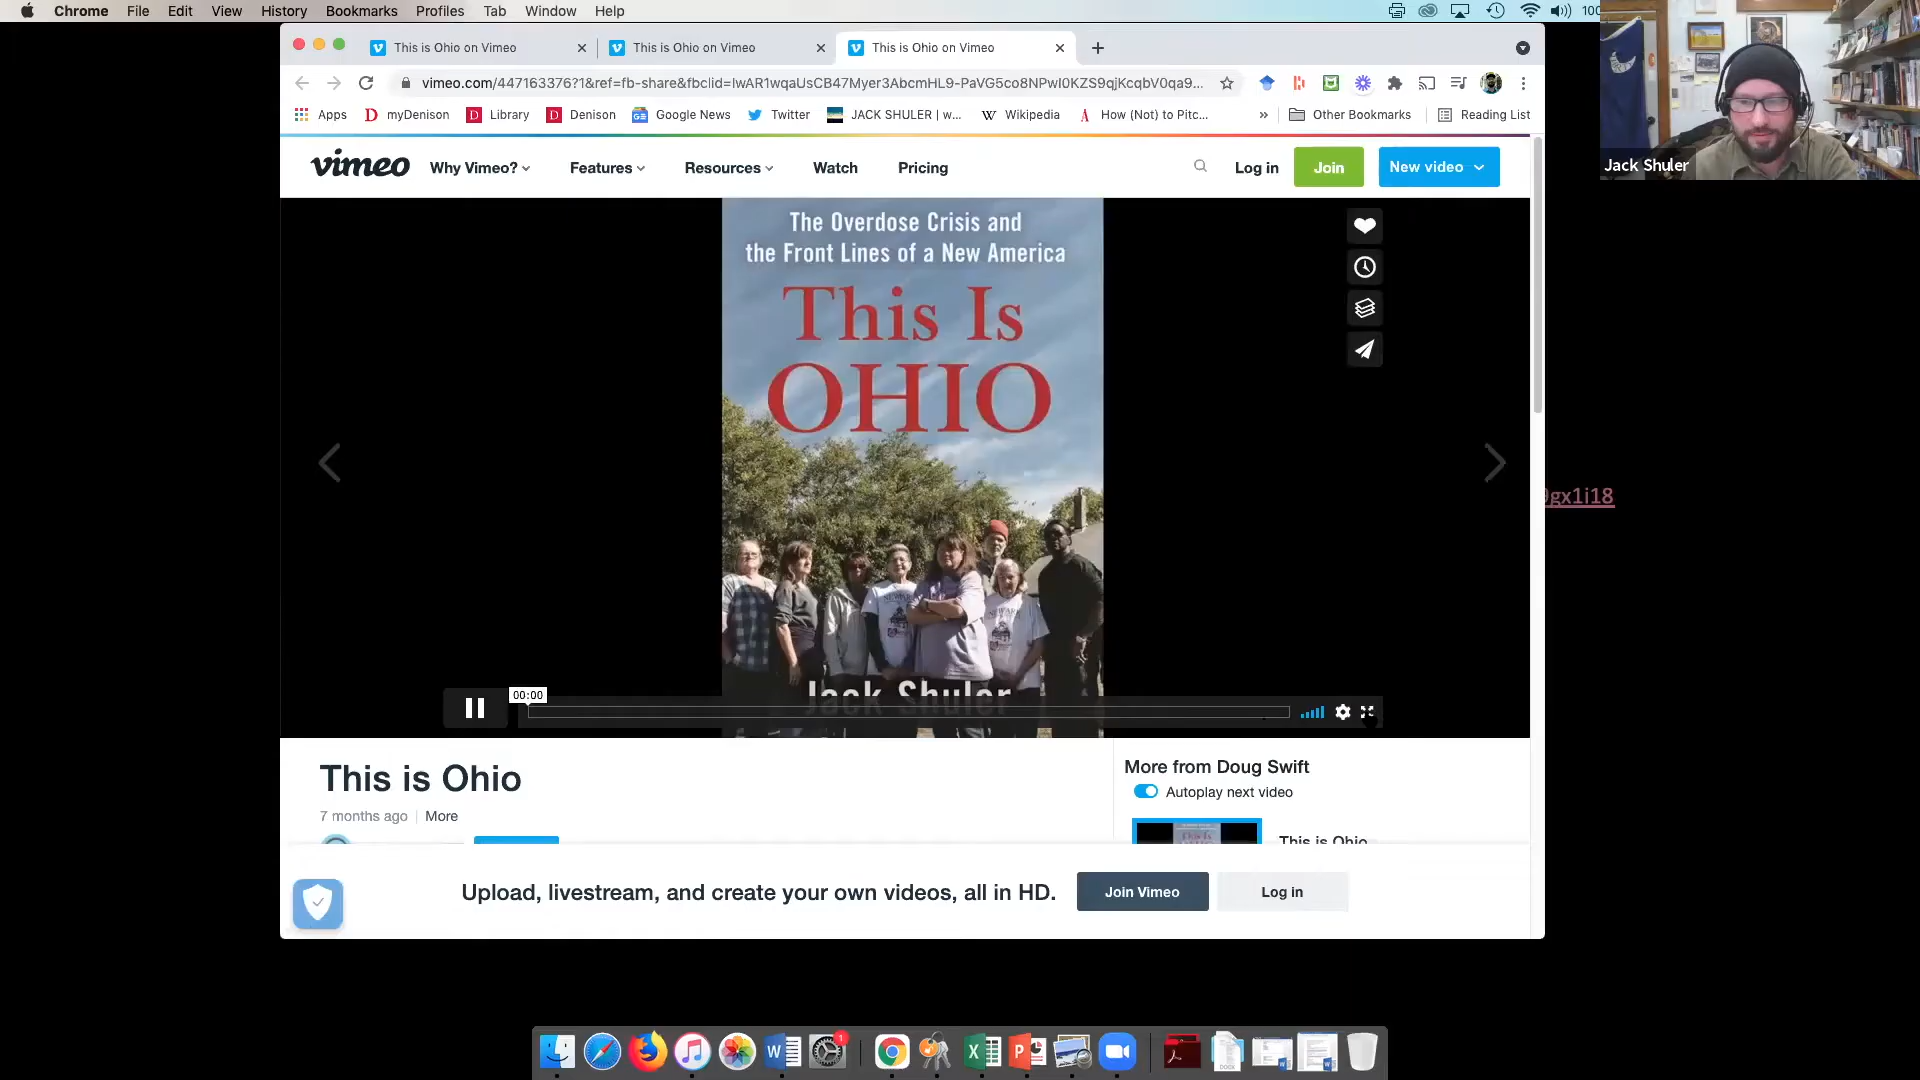 Chrome File Edit View History Bookmarks Profiles Tab Window Help
100
This is Ohio on Vimeo
This is Ohio on Vimeo
This is Ohio on Vimeo
vimeo.com/447163376?1&ref=fb-share&fbclid=IwAR1wqaUsCB47Myer3AbcmHL9-PaVG5co8NPwI0KZS9qjKcqbV0qa9...
Apps myDenison Library Denison Google News Twitter JACK SHULER | w... Wikipedia How (Not) to Pitc... » Other Bookmarks Reading List
Jack Shuler
vimeo Why Vimeo? Features Resources Watch Pricing Log in Join New video
The Overdose Crisis and
the Front Lines of a New America
This Is
OHIO
NEWARK
Jack Shuler
00:00
9gx1i18
This is Ohio
7 months ago More
More from Doug Swift
Autoplay next video
This is Ohio
Upload, livestream, and create your own videos, all in HD. Join Vimeo Log in
1